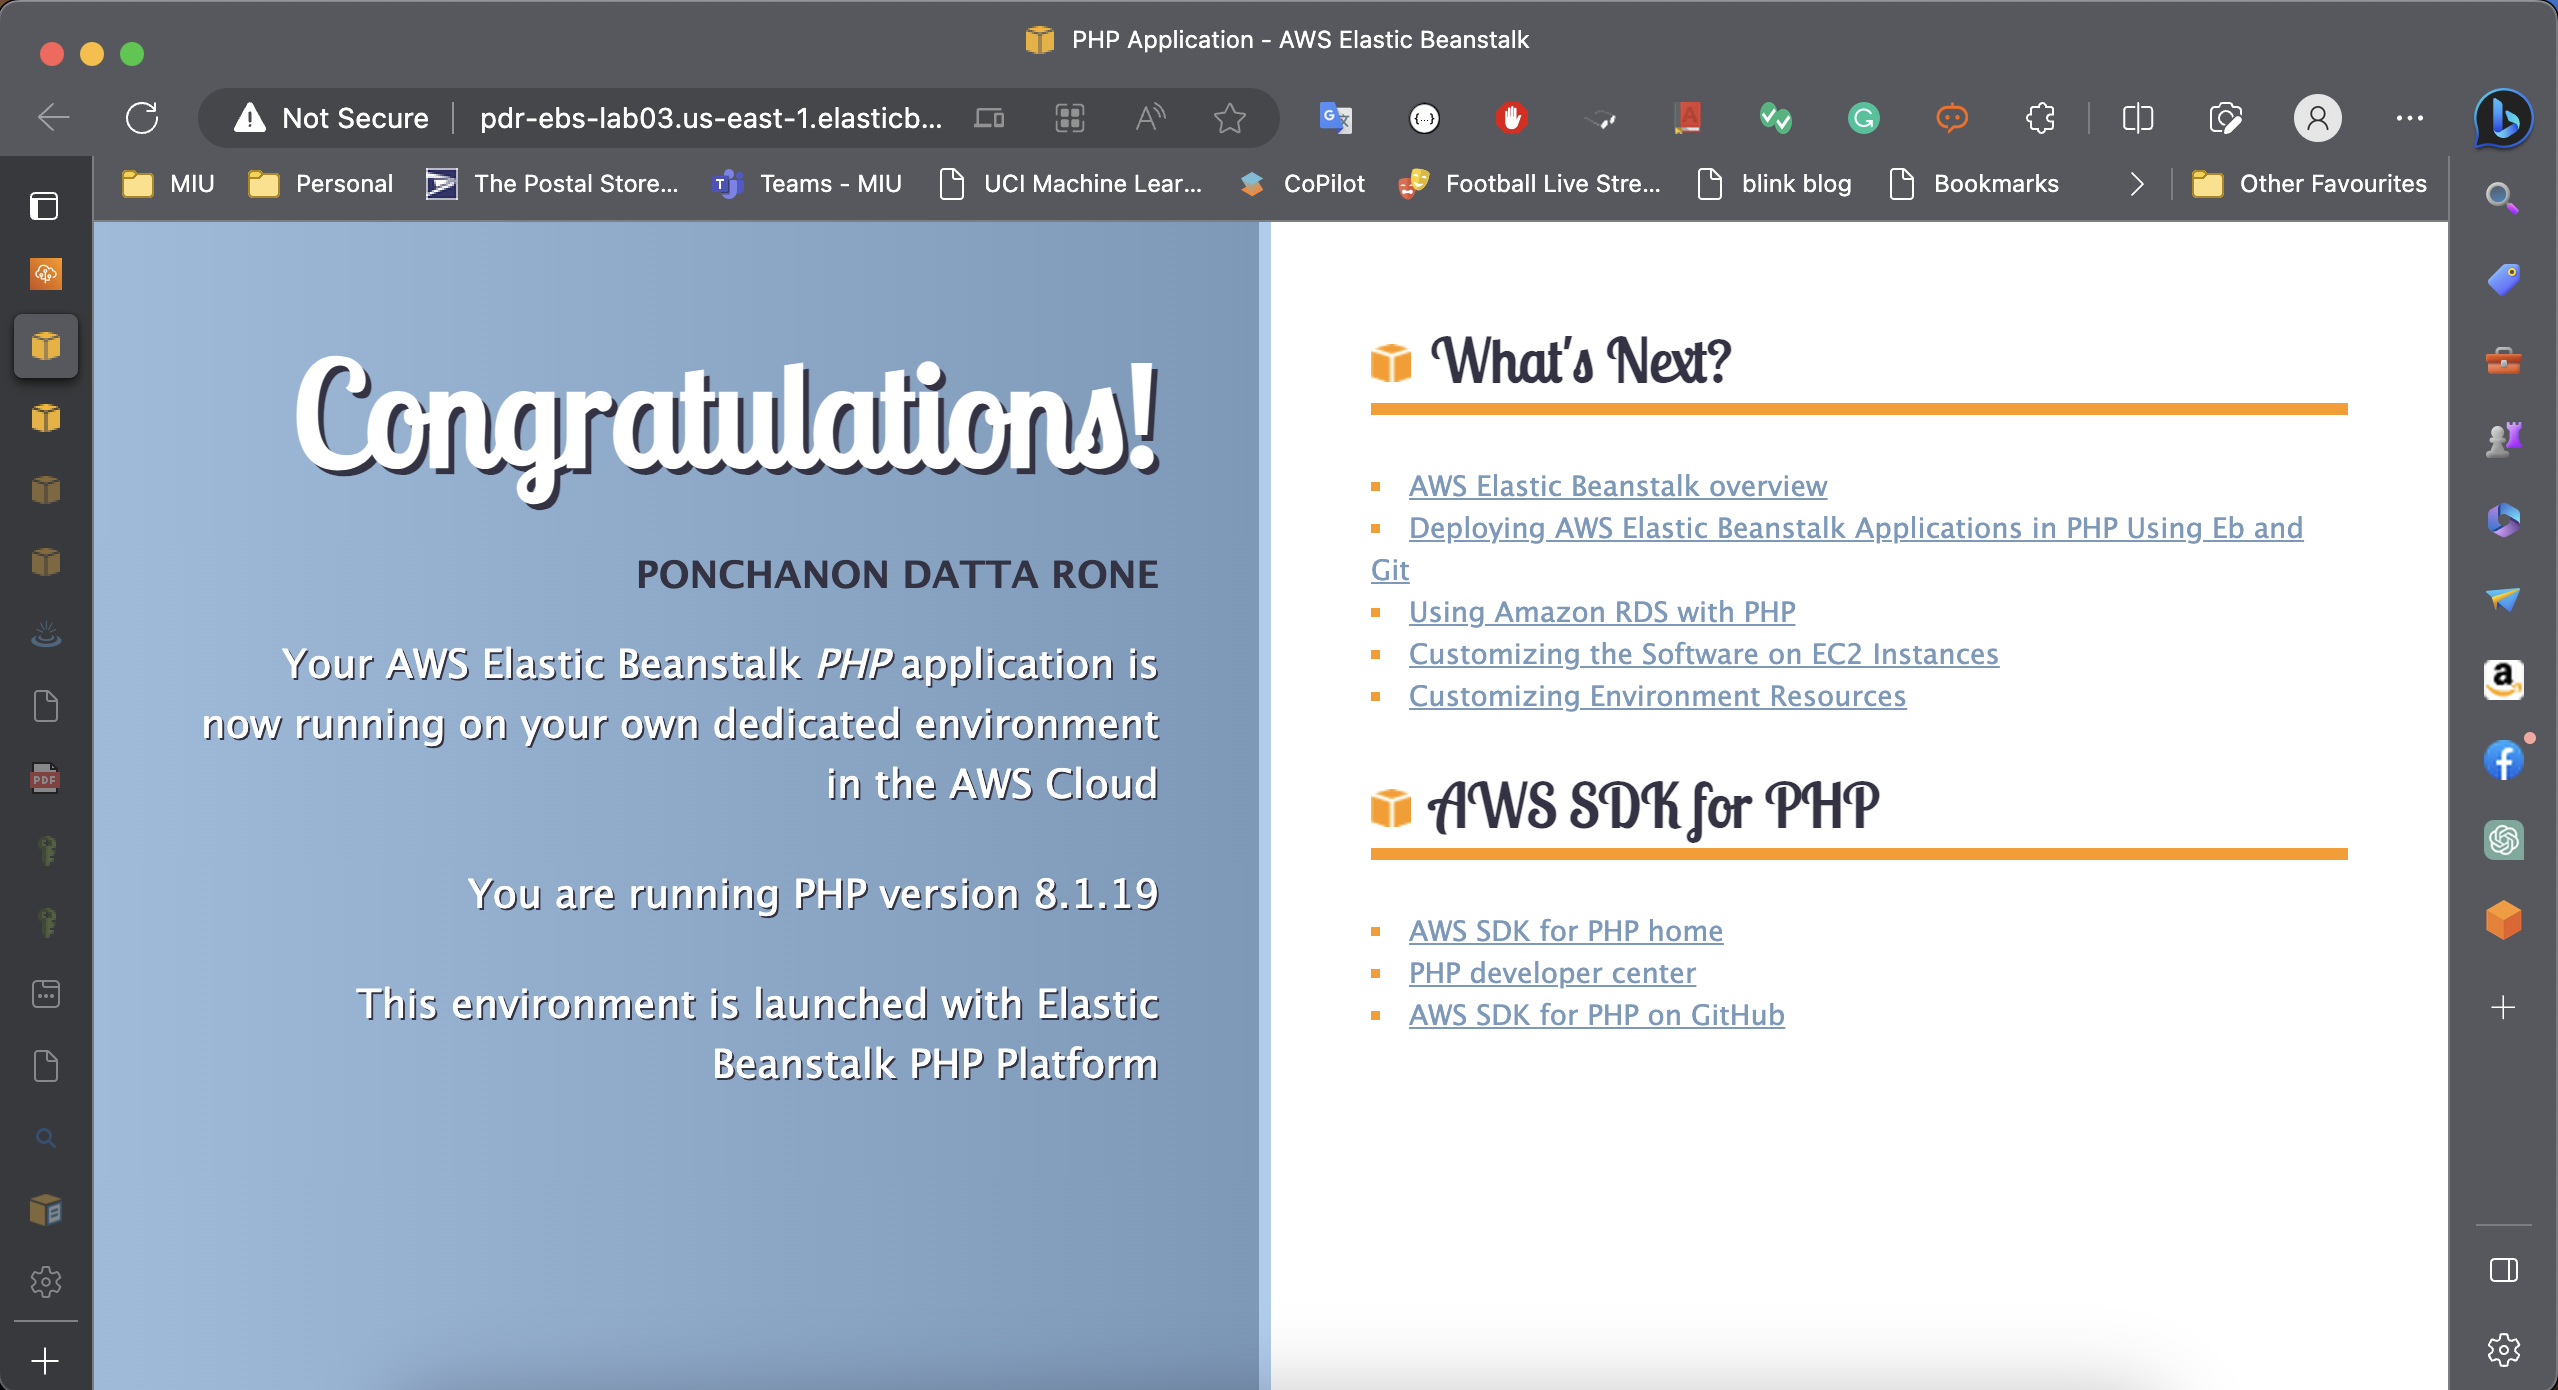 PHP Application - AWS Elastic Beanstalk
Not Secure
pdr-ebs-lab03.us-east-1.elasticb...
MIU
Personal
The Postal Store...
Teams - MIU
UCI Machine Lear...
CoPilot
Football Live Stre...
blink blog
Bookmarks
Other Favourites
Congratulations!
PONCHANON DATTA RONE
Your AWS Elastic Beanstalk PHP application is
now running on your own dedicated environment
in the AWS Cloud
You are running PHP version 8.1.19
This environment is launched with Elastic
Beanstalk PHP Platform
What's Next?
AWS Elastic Beanstalk overview
Deploying AWS Elastic Beanstalk Applications in PHP Using Eb and
Git
Using Amazon RDS with PHP
Customizing the Software on EC2 Instances
Customizing Environment Resources
AWS SDK for PHP
AWS SDK for PHP home
PHP developer center
AWS SDK for PHP on GitHub
PDF